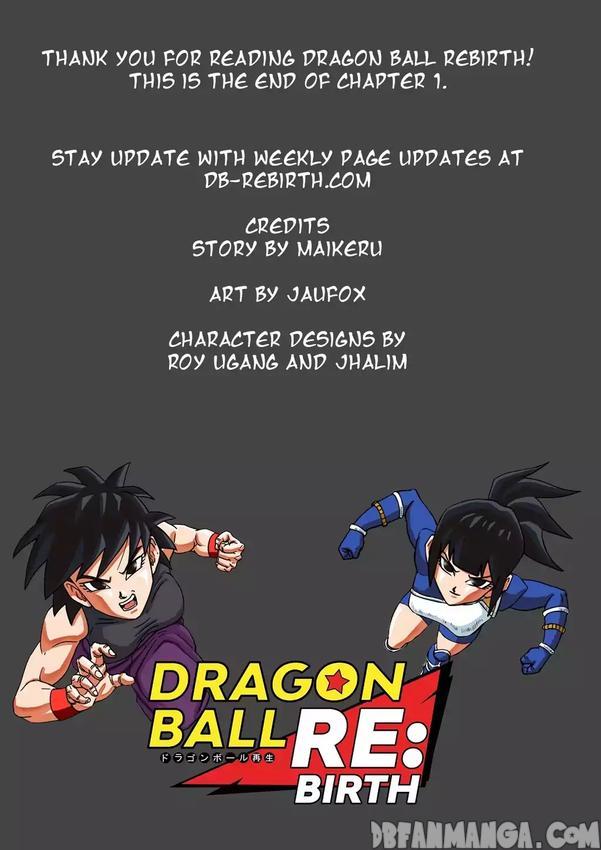 THANK YOU FOR READING DRAGON BALL REBIRTH!
THIS IS THE END OF CHAPTER 1.
STAY UPDATE WITH WEEKLY PAGE UPDATES AT
DB-REBIRTH.COM
CREDITS
STORY BY MAIKERU
ART BY JAUFOX
CHARACTER DESIGNS BY
ROY UGANG AND JHALIM
DRAGON
BALL RE:
ドラゴンボール再生
BIRTH
DBFANMANGA.COM